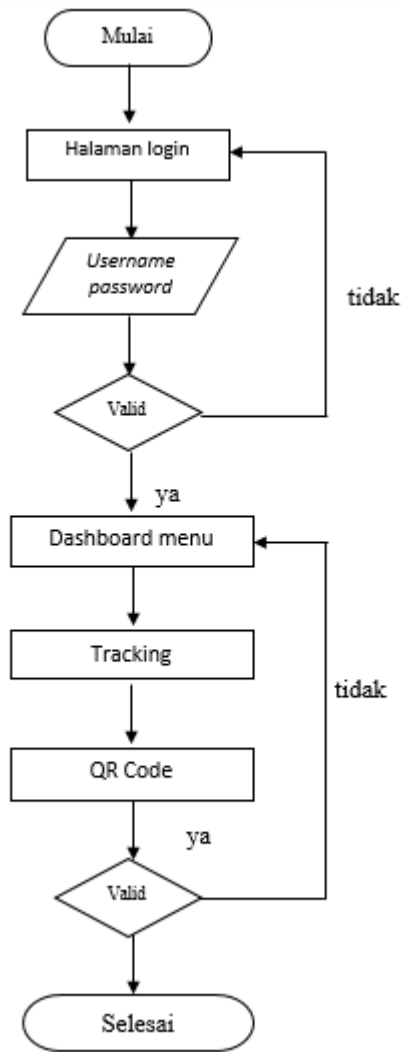 Mulai
Halaman login
Username
password
tidak
Valid
ya
Dashboard menu
Tracking
tidak
QR Code
ya
Valid
Selesai